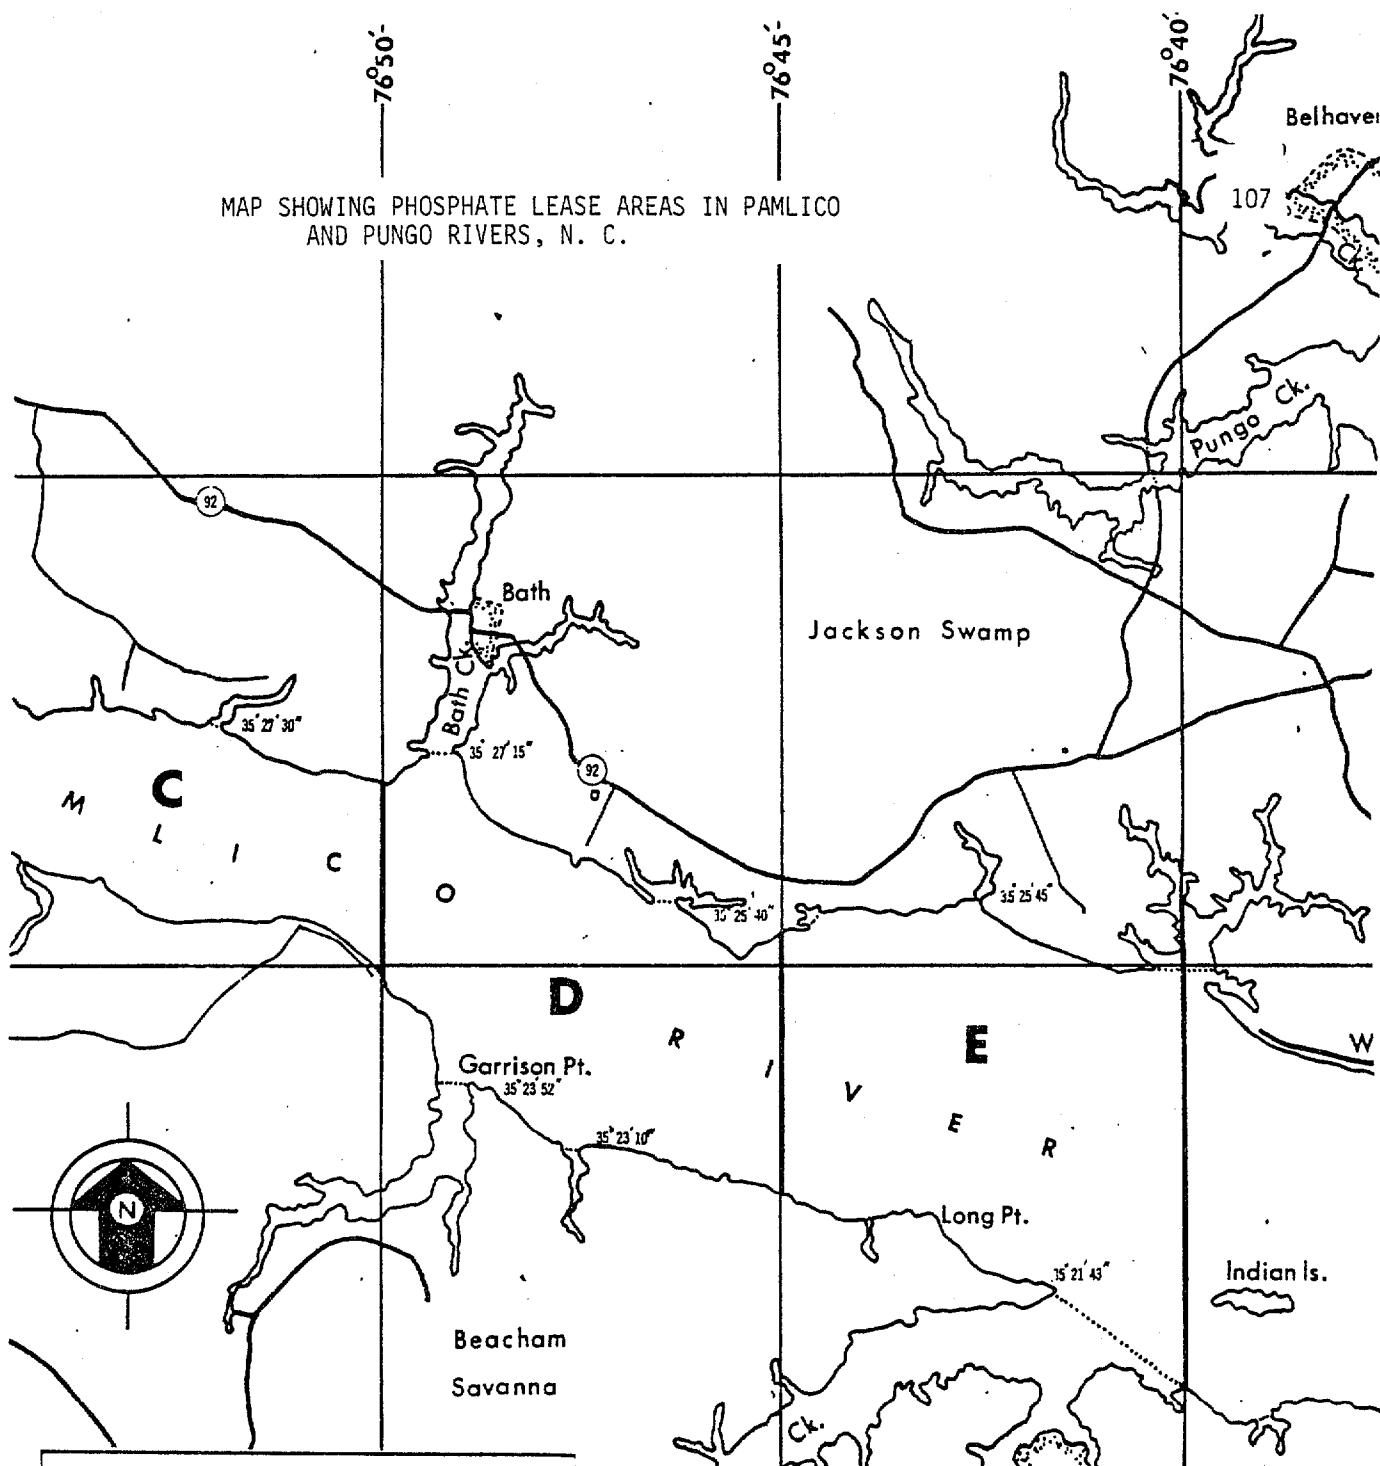 76°50'
76°45'
76°40'
Belhaven
MAP SHOWING PHOSPHATE LEASE AREAS IN PAMLICO
AND PUNGO RIVERS, N. C.
107
Ck.
Pungo Ck.
92
Bath
Jackson Swamp
Bath Ck.
35° 27' 30"
35° 27' 15"
92
C
M L I C O
35° 25' 40"
35° 25' 45"
D
R I V E R
E
W
Garrison Pt.
35° 23' 52"
35° 23' 10"
N
Long Pt.
35° 21' 43"
Indian Is.
Beacham
Savanna
Ck.